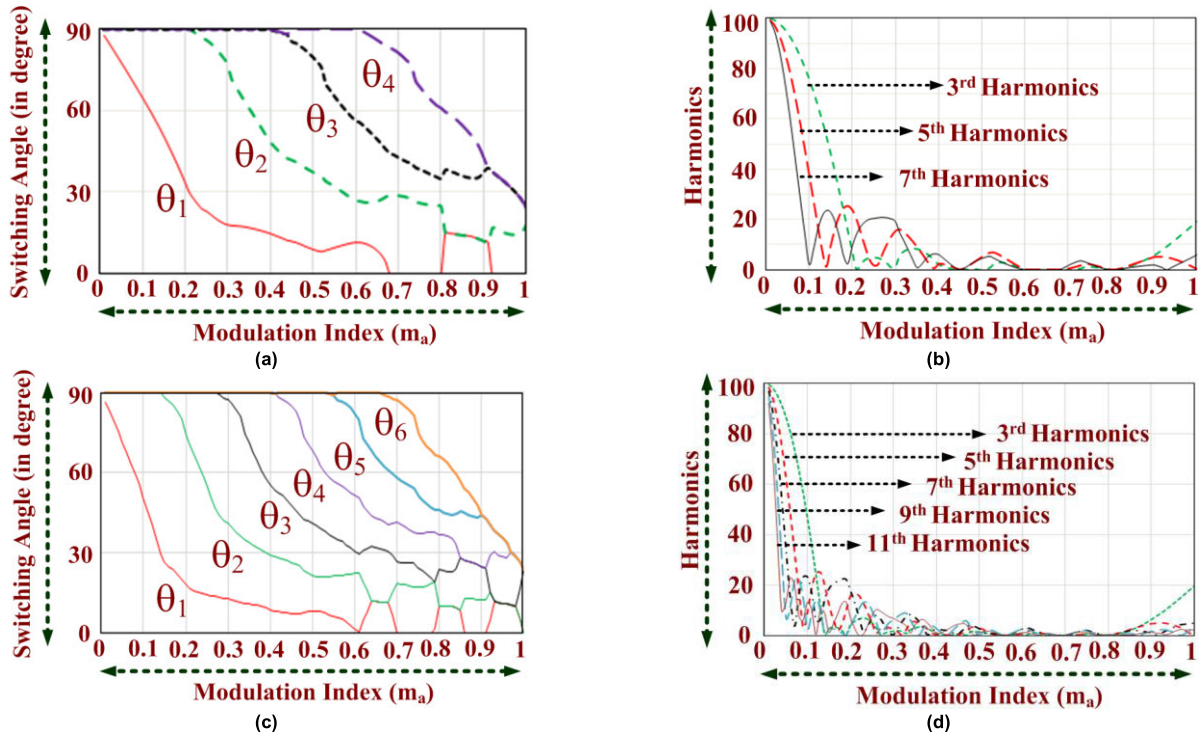 Switching Angle (in degree)
90
60
30
0
θ1
θ2
θ3
θ4
0 0.1 0.2 0.3 0.4 0.5 0.6 0.7 0.8 0.9 1
Modulation Index (ma)
(a)
Harmonics
100
80
60
40
20
0
3rd Harmonics
5th Harmonics
7th Harmonics
0 0.1 0.2 0.3 0.4 0.5 0.6 0.7 0.8 0.9 1
Modulation Index (ma)
(b)
Switching Angle (in degree)
90
60
30
0
θ1
θ2
θ3
θ4
θ5
θ6
0 0.1 0.2 0.3 0.4 0.5 0.6 0.7 0.8 0.9 1
Modulation Index (ma)
(c)
Harmonics
100
80
60
40
20
0
3rd Harmonics
5th Harmonics
7th Harmonics
9th Harmonics
11th Harmonics
0 0.1 0.2 0.3 0.4 0.5 0.6 0.7 0.8 0.9 1
Modulation Index (ma)
(d)